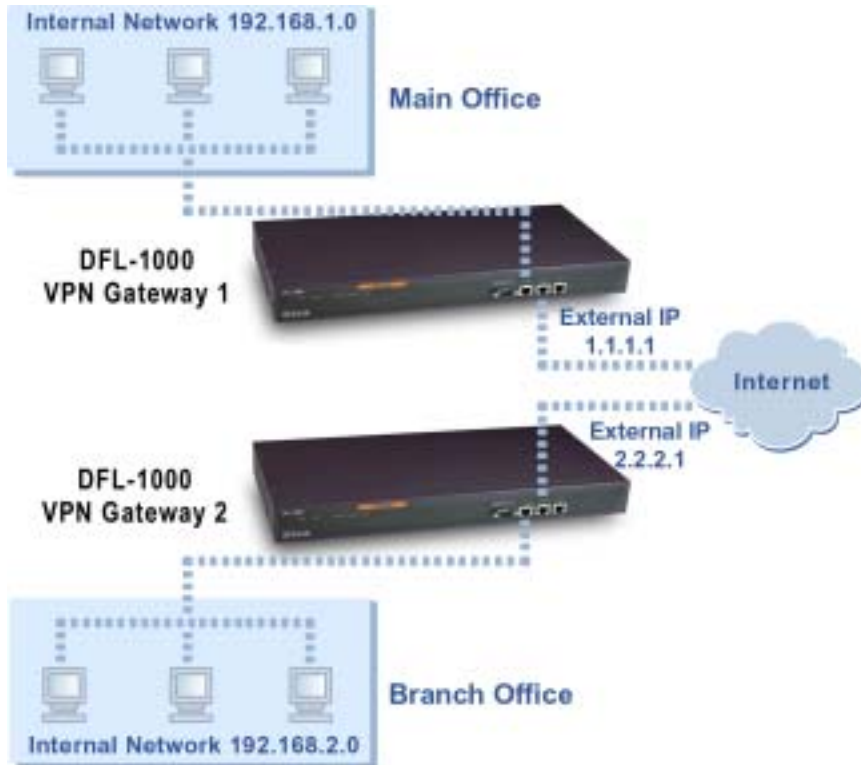 Internal Network 192.168.1.0
Main Office
DFL-1000
VPN Gateway 1
External IP
1.1.1.1
Internet
External IP
2.2.2.1
DFL-1000
VPN Gateway 2
Branch Office
Internal Network 192.168.2.0